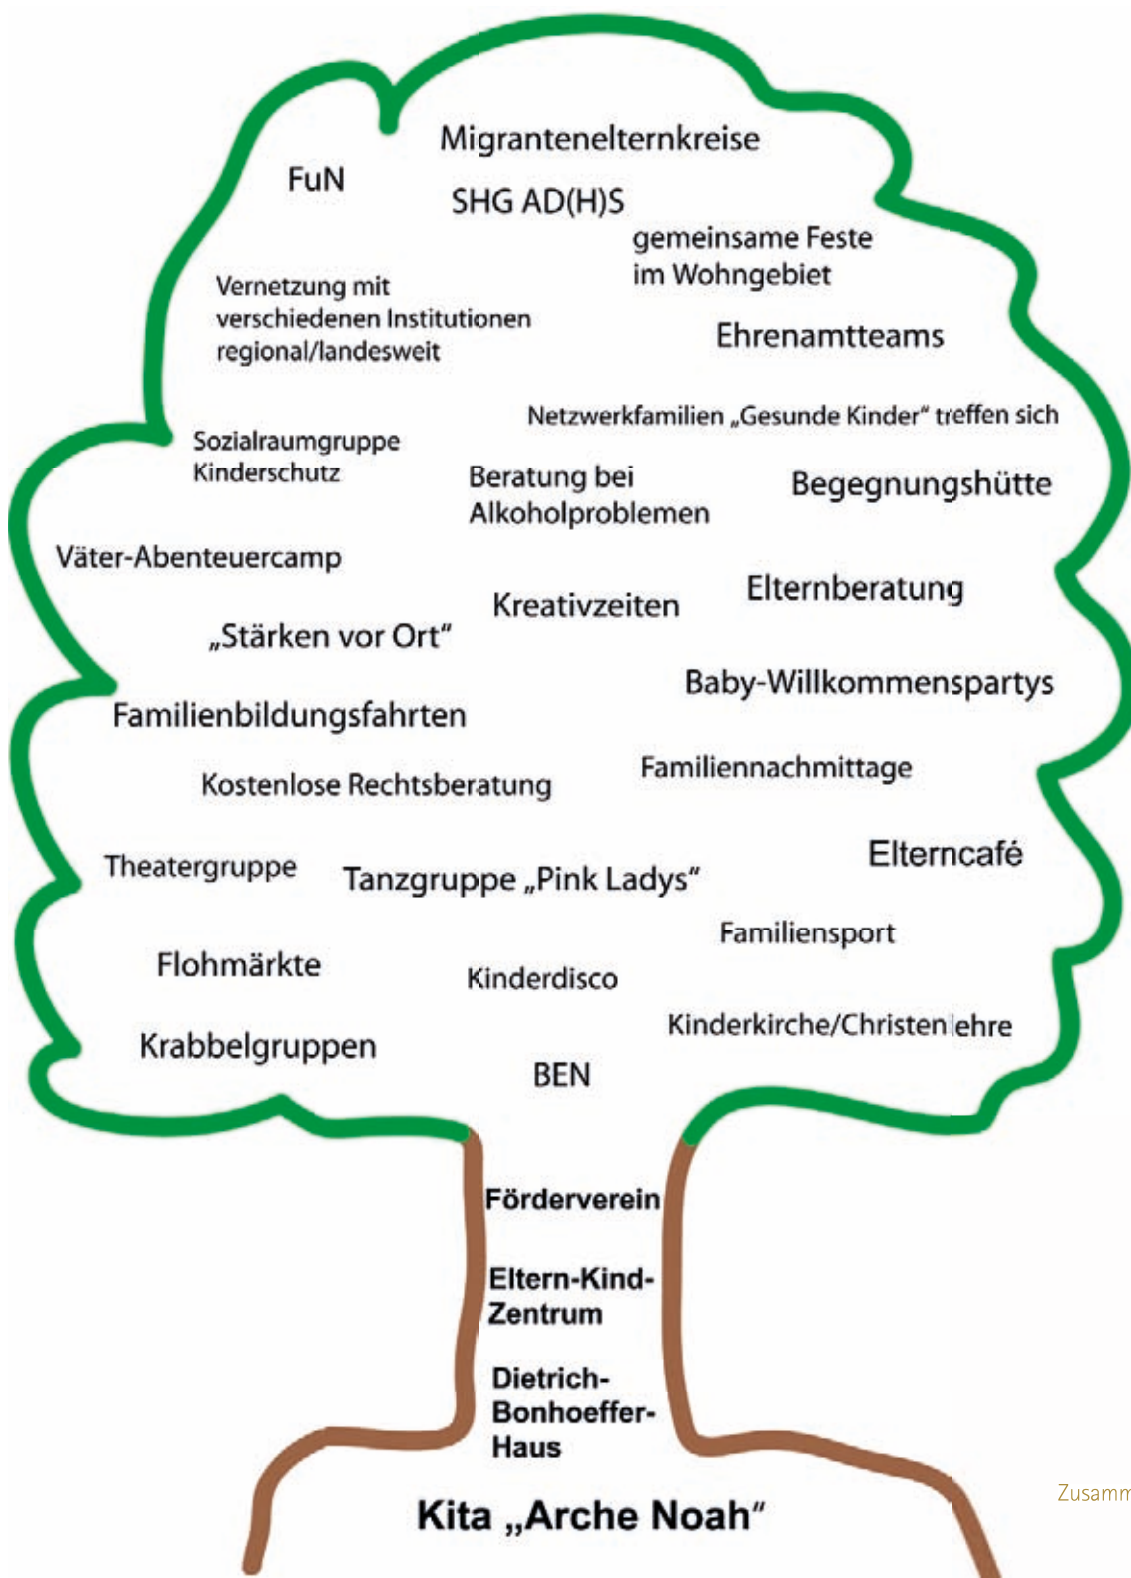 Migrantenelternkreise
FuN
SHG AD(H)S
gemeinsame Feste
im Wohngebiet
Vernetzung mit
verschiedenen Institutionen
regional/landesweit
Ehrenamtteams
Netzwerkfamilien „Gesunde Kinder“ treffen sich
Sozialraumgruppe
Kinderschutz
Beratung bei
Alkoholproblemen
Begegnungshütte
Väter-Abenteuercamp
Elternberatung
Kreativzeiten
„Stärken vor Ort“
Baby-Willkommenspartys
Familienbildungsfahrten
Familiennachmittage
Kostenlose Rechtsberatung
Elterncafé
Theatergruppe
Tanzgruppe „Pink Ladys“
Familiensport
Flohmärkte
Kinderdisco
Kinderkirche/Christenlehre
Krabbelgruppen
BEN
Förderverein
Eltern-Kind-
Zentrum
Dietrich-
Bonhoeffer-
Haus
Zusamm
Kita „Arche Noah“